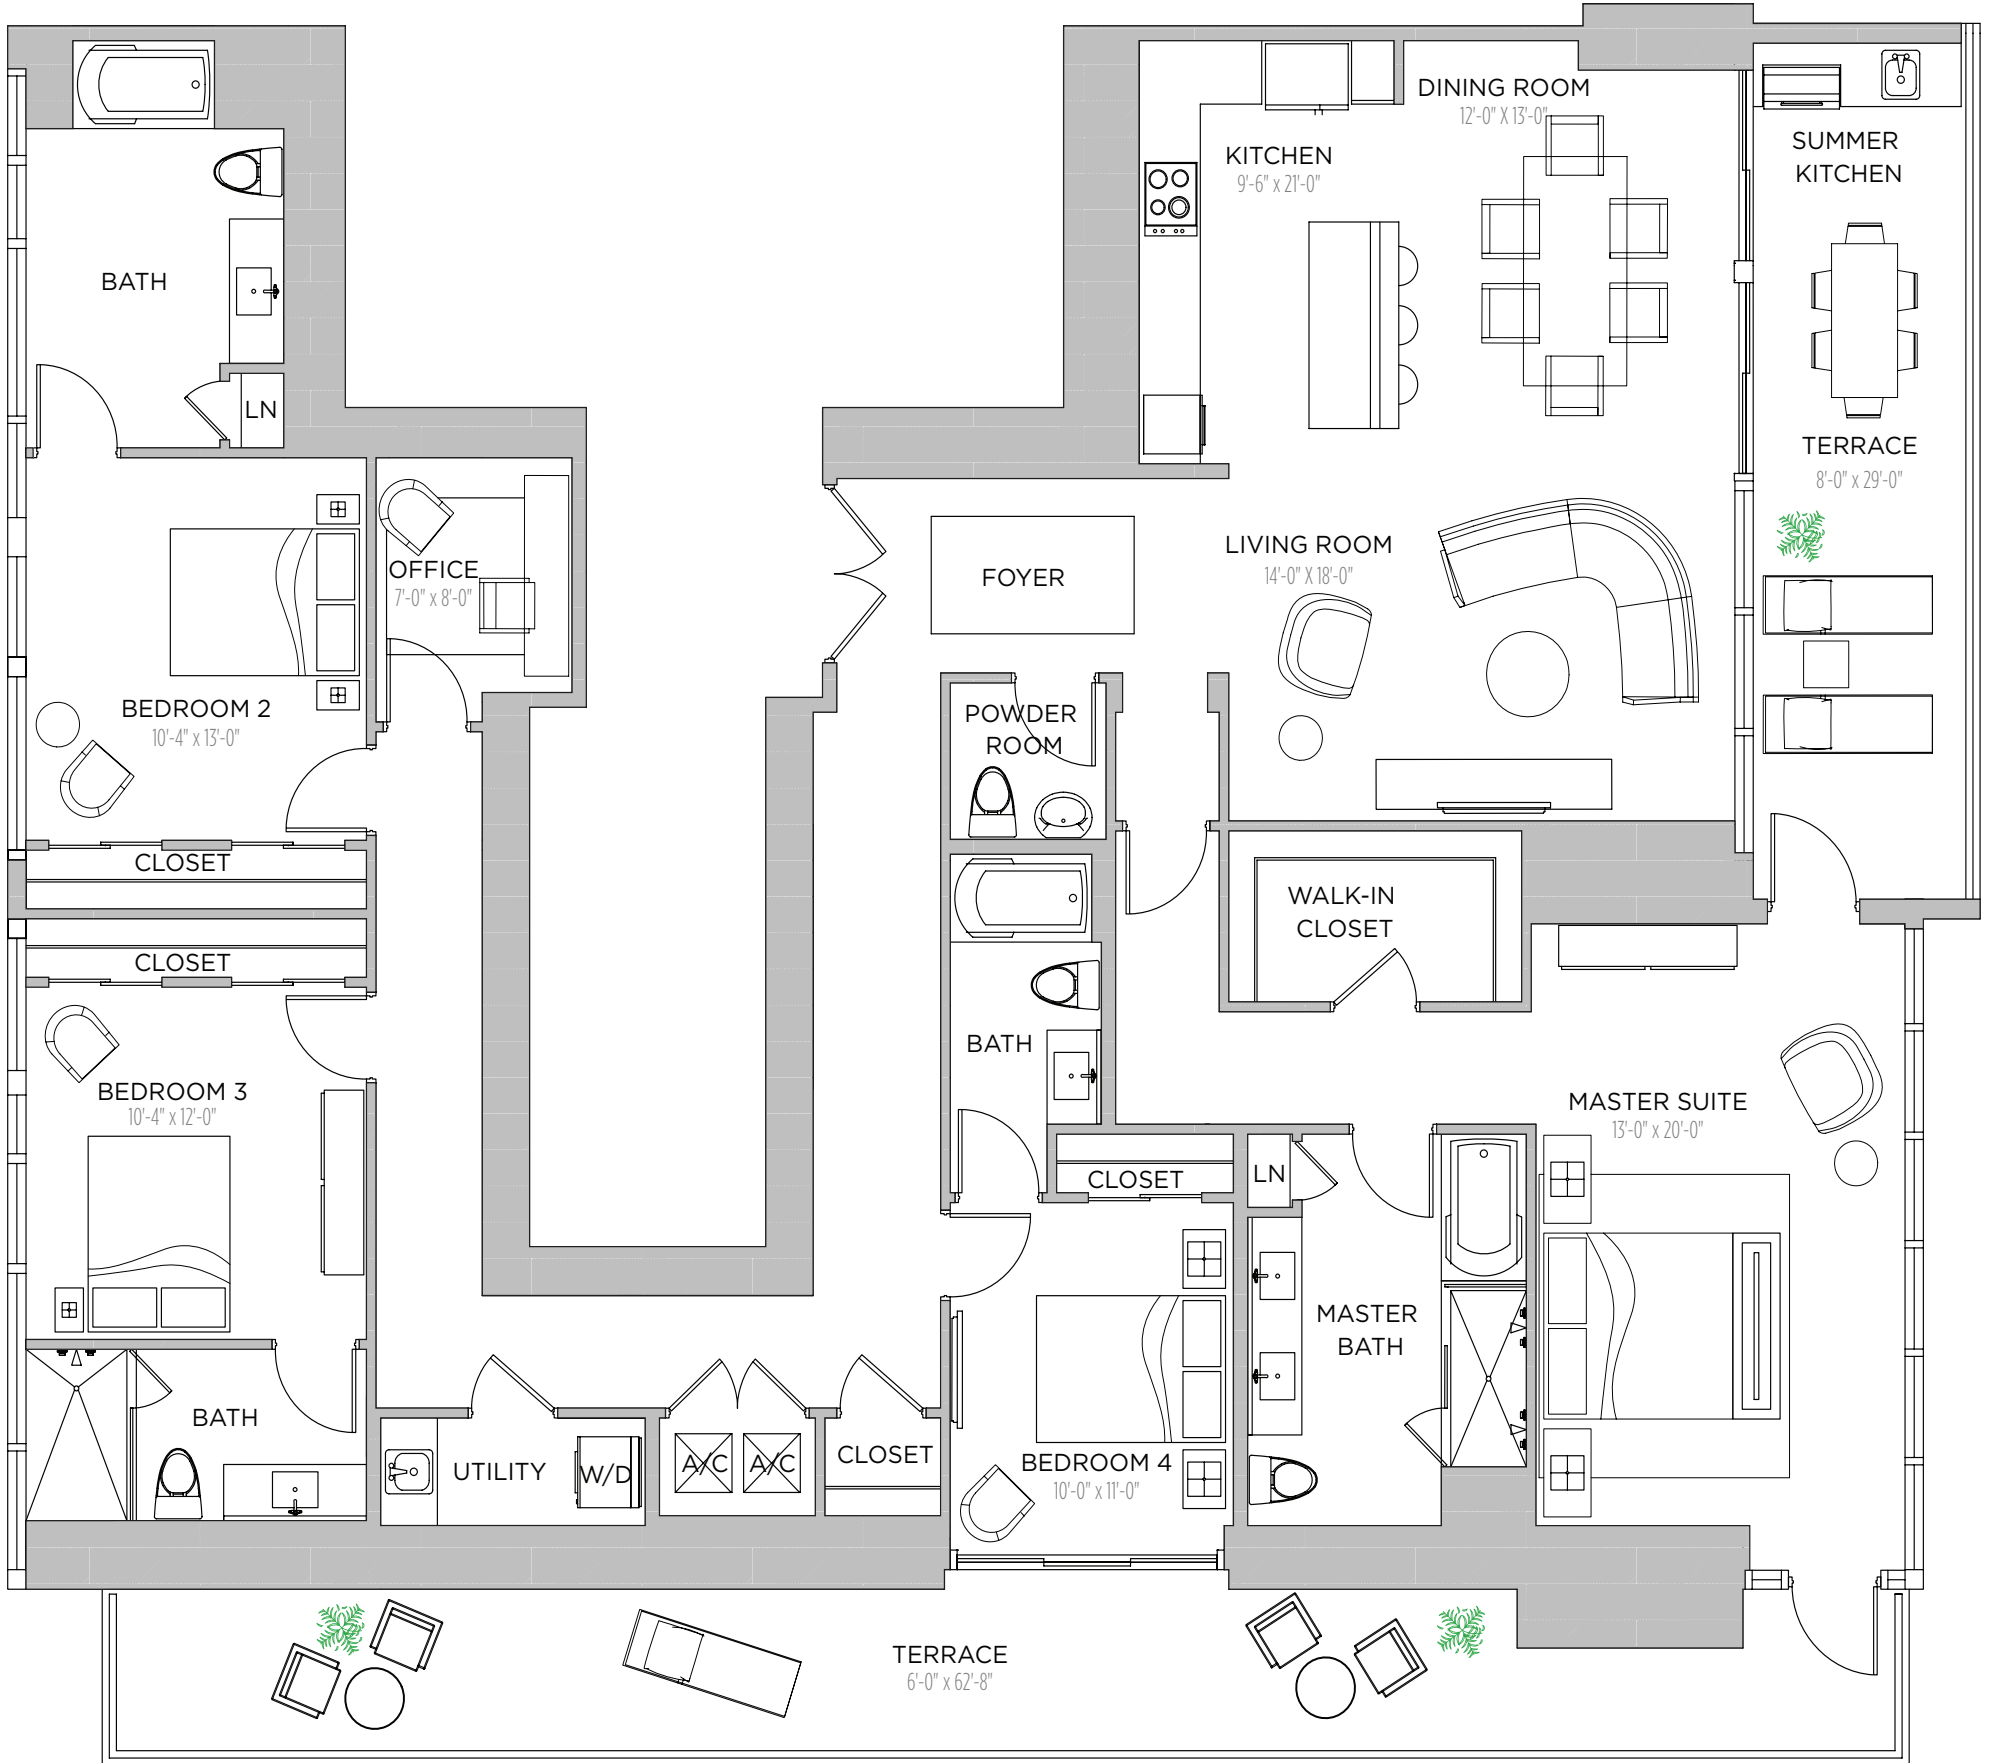 DINING ROOM
12'-0" X 13'-0"
SUMMER
KITCHEN
KITCHEN
9'-6" x 21'-0"
BATH
LN
TERRACE
8'-0" x 29'-0"
OFFICE
7'-0" x 8'-0"
FOYER
LIVING ROOM
14'-0" X 18'-0"
BEDROOM 2
10'-4" x 13'-0"
POWDER
ROOM
CLOSET
WALK-IN
CLOSET
CLOSET
BATH
BEDROOM 3
10'-4" x 12'-0"
MASTER SUITE
13'-0" x 20'-0"
CLOSET
LN
MASTER
BATH
BATH
UTILITY
W/D
A/C
A/C
CLOSET
BEDROOM 4
10'-0" x 11'-0"
TERRACE
6'-0" x 62'-8"